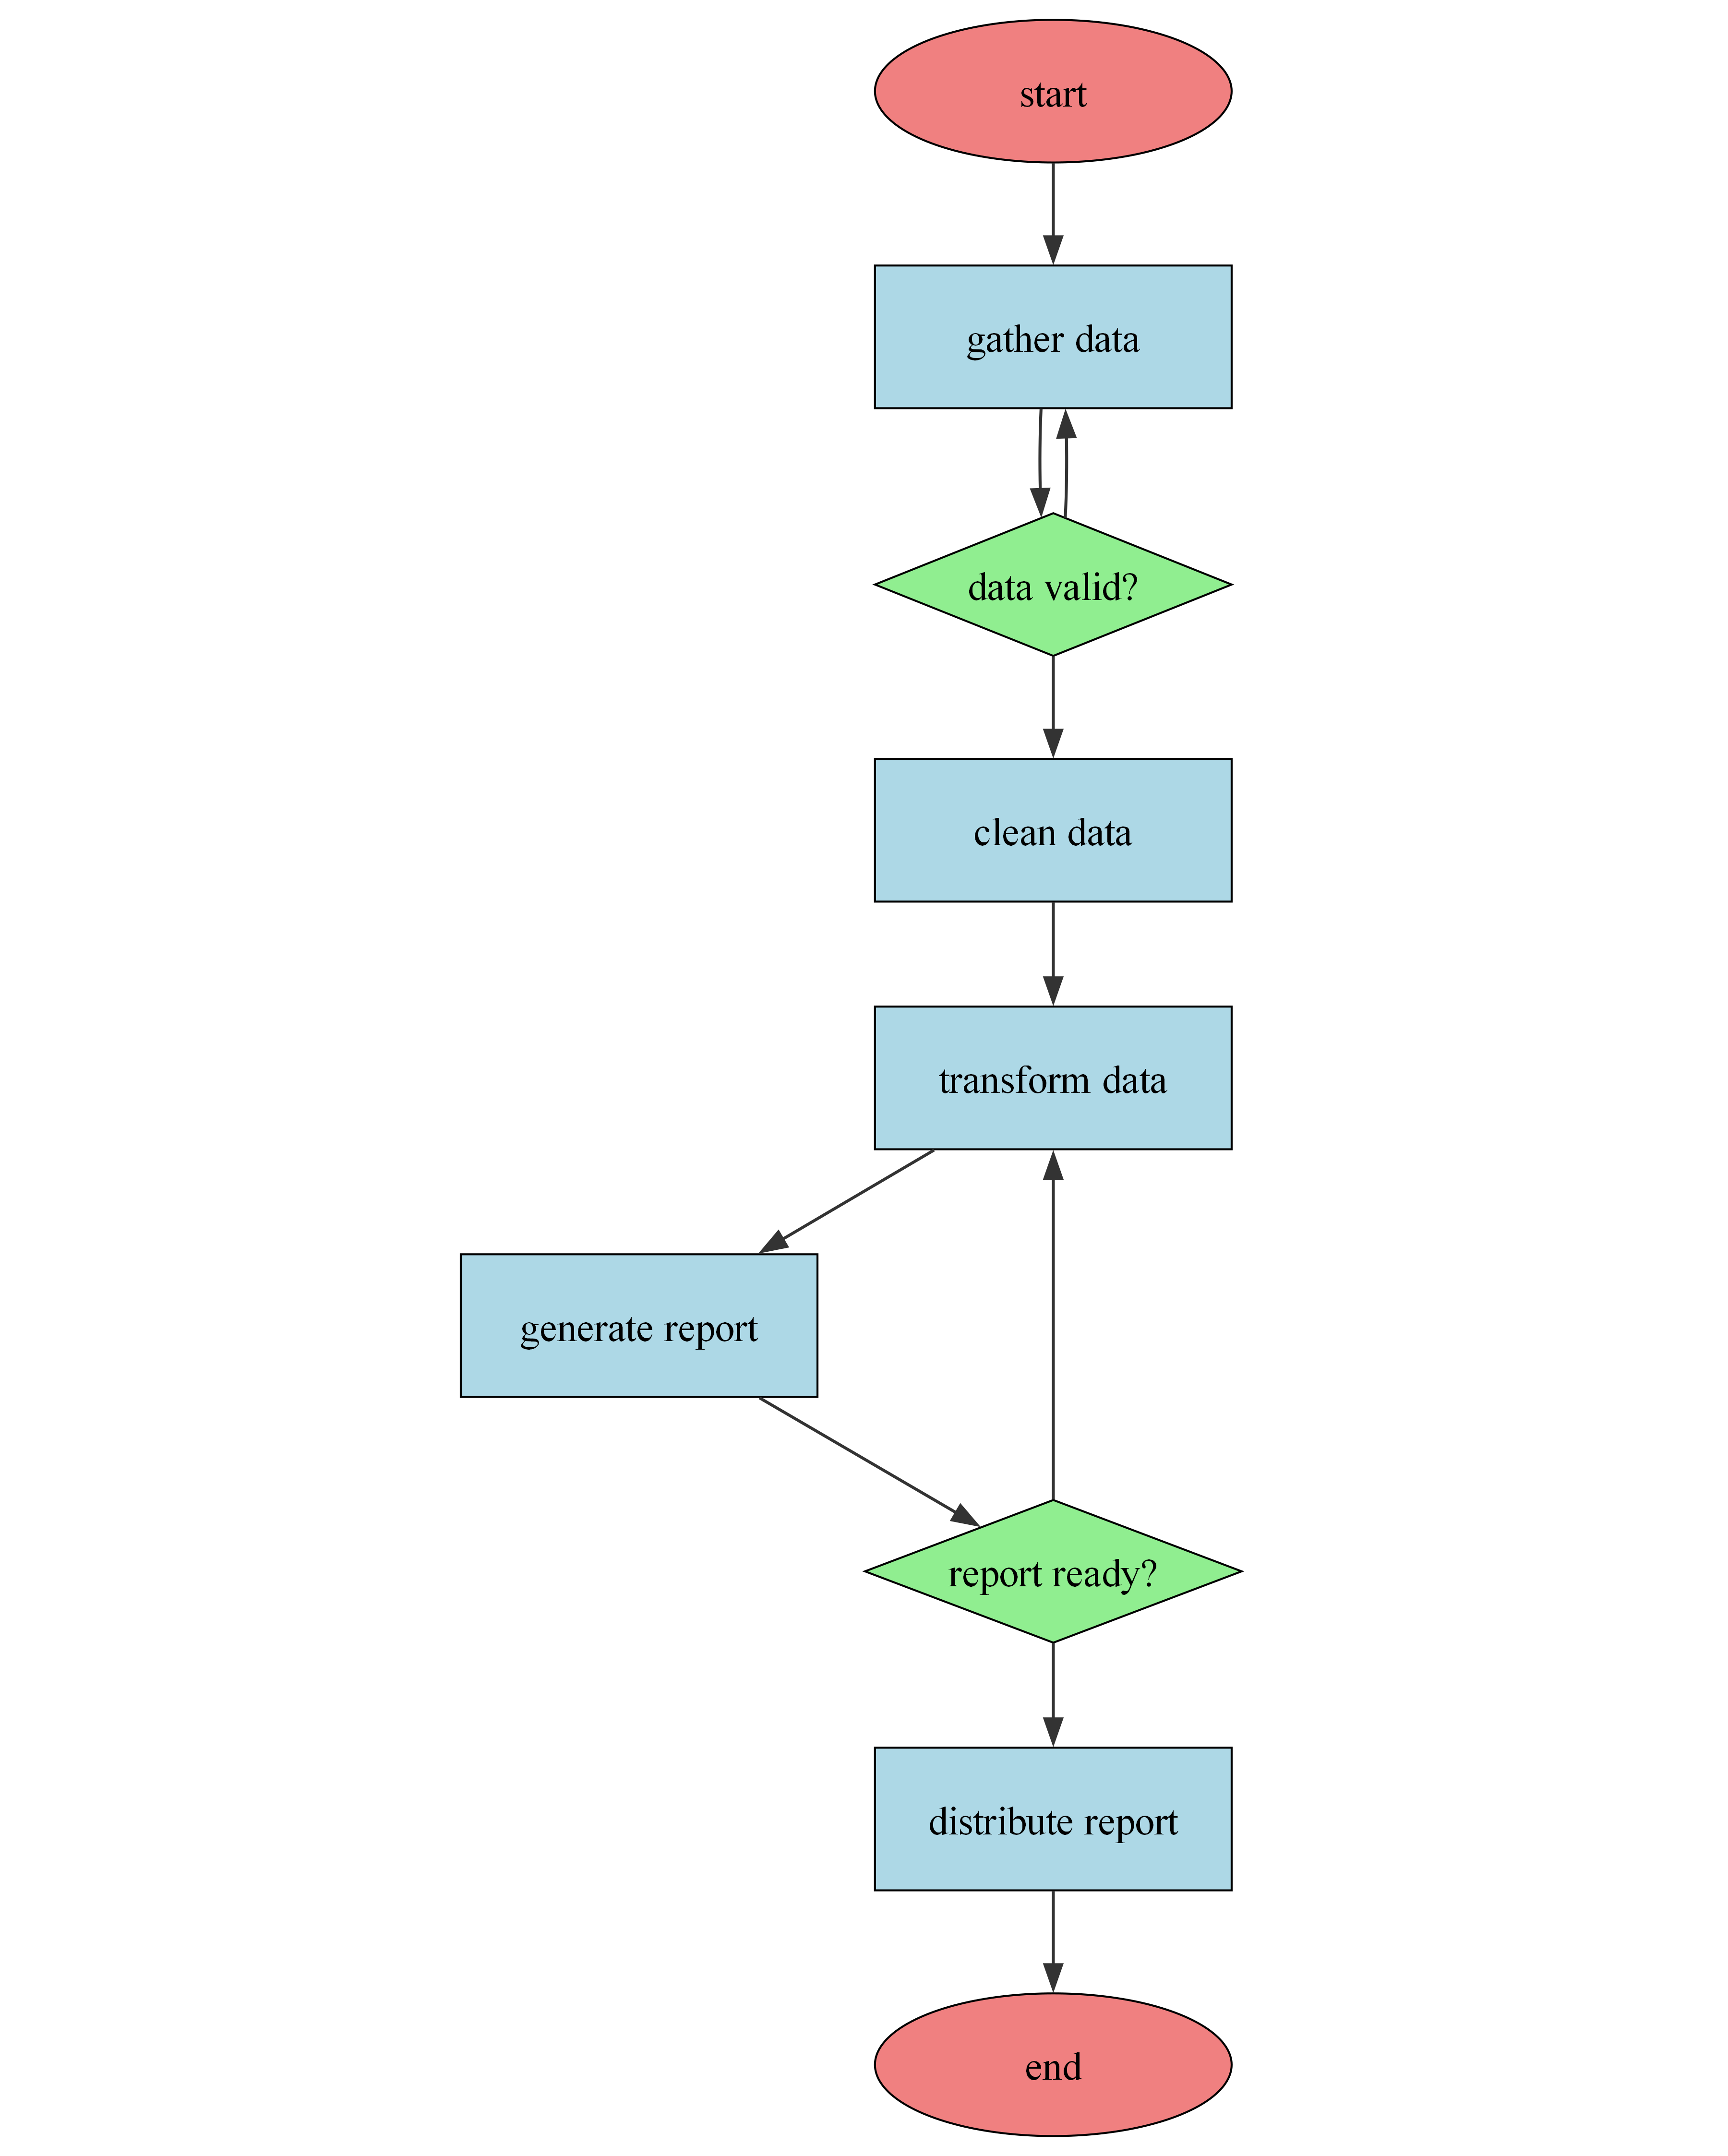 start
gather data
data valid?
clean data
transform data
generate report
report ready?
distribute report
end